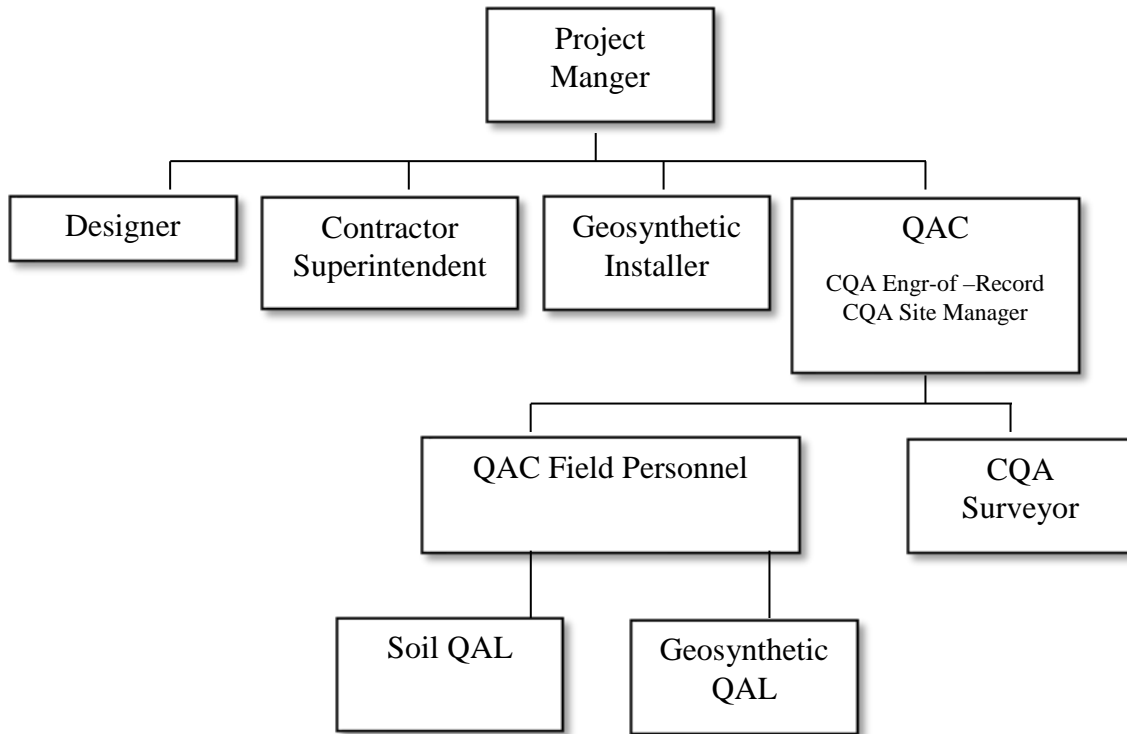 Project
Manger
Designer
Contractor
Superintendent
Geosynthetic
Installer
QAC
CQA Engr-of –Record
CQA Site Manager
QAC Field Personnel
CQA
Surveyor
Soil QAL
Geosynthetic
QAL